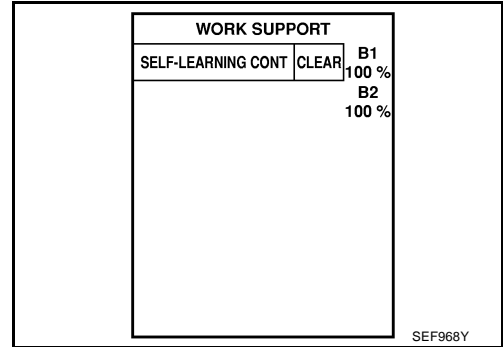 WORK SUPPORT
SELF-LEARNING CONT CLEAR B1
100 %
B2
100 %
SEF968Y